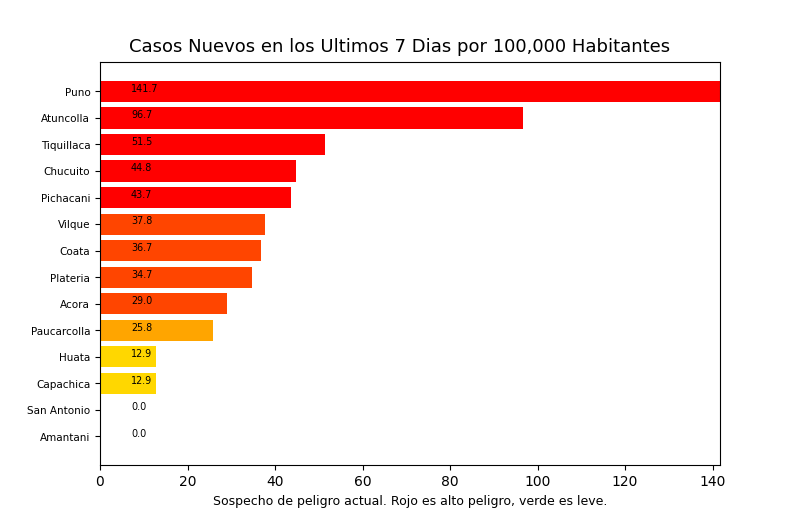 Casos Nuevos en los Ultimos 7 Dias por 100,000 Habitantes
Puno 141.7
Atuncolla 96.7
Tiquillaca 51.5
Chucuito 44.8
Pichacani 43.7
Vilque 37.8
Coata 36.7
Plateria 34.7
Acora 29.0
Paucarcolla 25.8
Huata 12.9
Capachica 12.9
San Antonio 0.0
Amantani 0.0
0 20 40 60 80 100 120 140
Sospecho de peligro actual. Rojo es alto peligro, verde es leve.